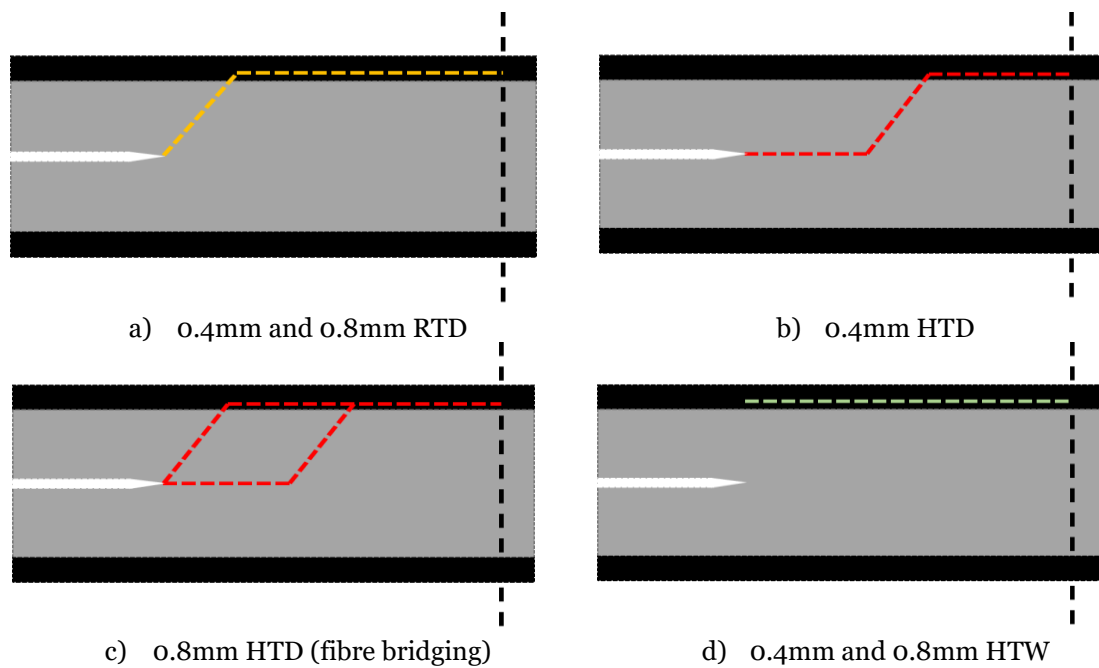 a) 0.4mm and 0.8mm RTD
b) 0.4mm HTD
c) 0.8mm HTD (fibre bridging)
d) 0.4mm and 0.8mm HTW